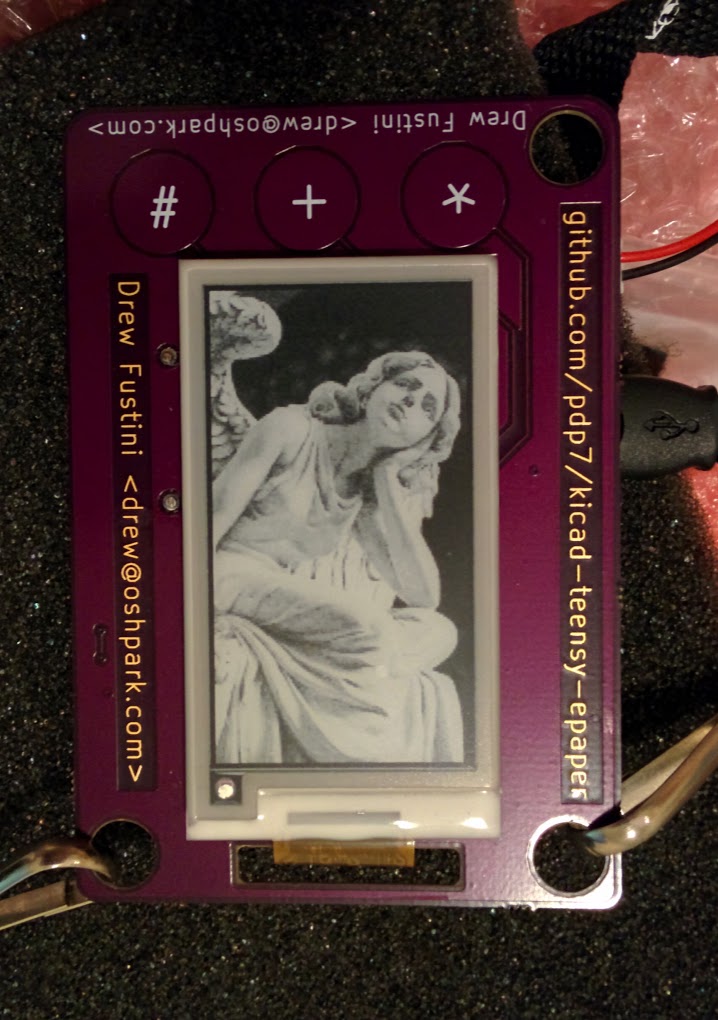 Drew Fustini <drew@oshpark.com>
# + *
Drew Fustini <drew@oshpark.com>
github.com/pdp7/kicad-teensy-epaper